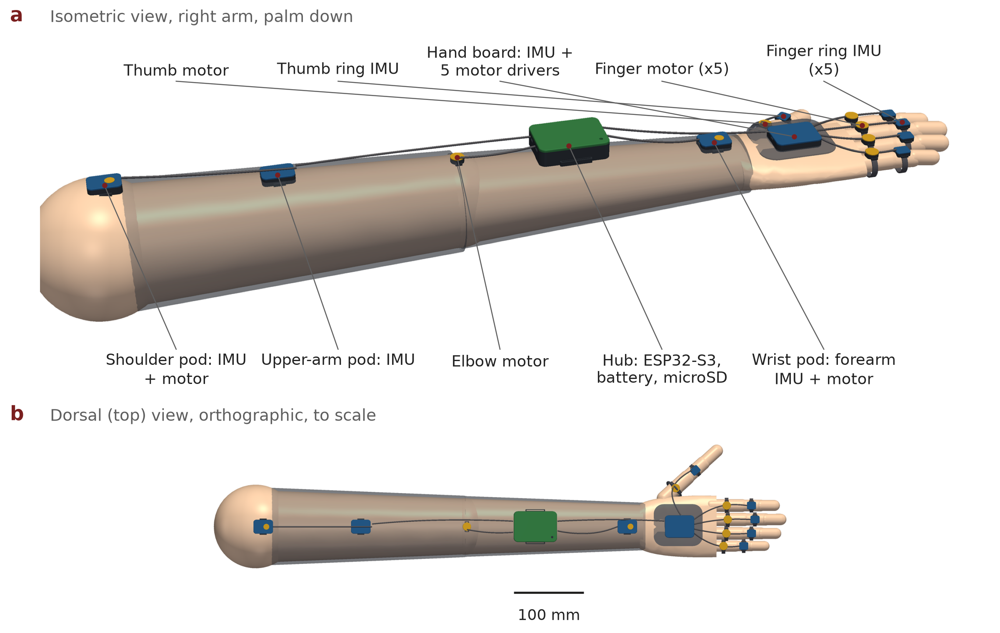 a
Isometric view, right arm, palm down
Thumb motor
Thumb ring IMU
Hand board: IMU +
5 motor drivers
Finger motor (x5)
Finger ring IMU
(x5)
Shoulder pod: IMU
+ motor
Upper-arm pod: IMU
Elbow motor
Hub: ESP32-S3,
battery, microSD
Wrist pod: forearm
IMU + motor
b
Dorsal (top) view, orthographic, to scale
100 mm